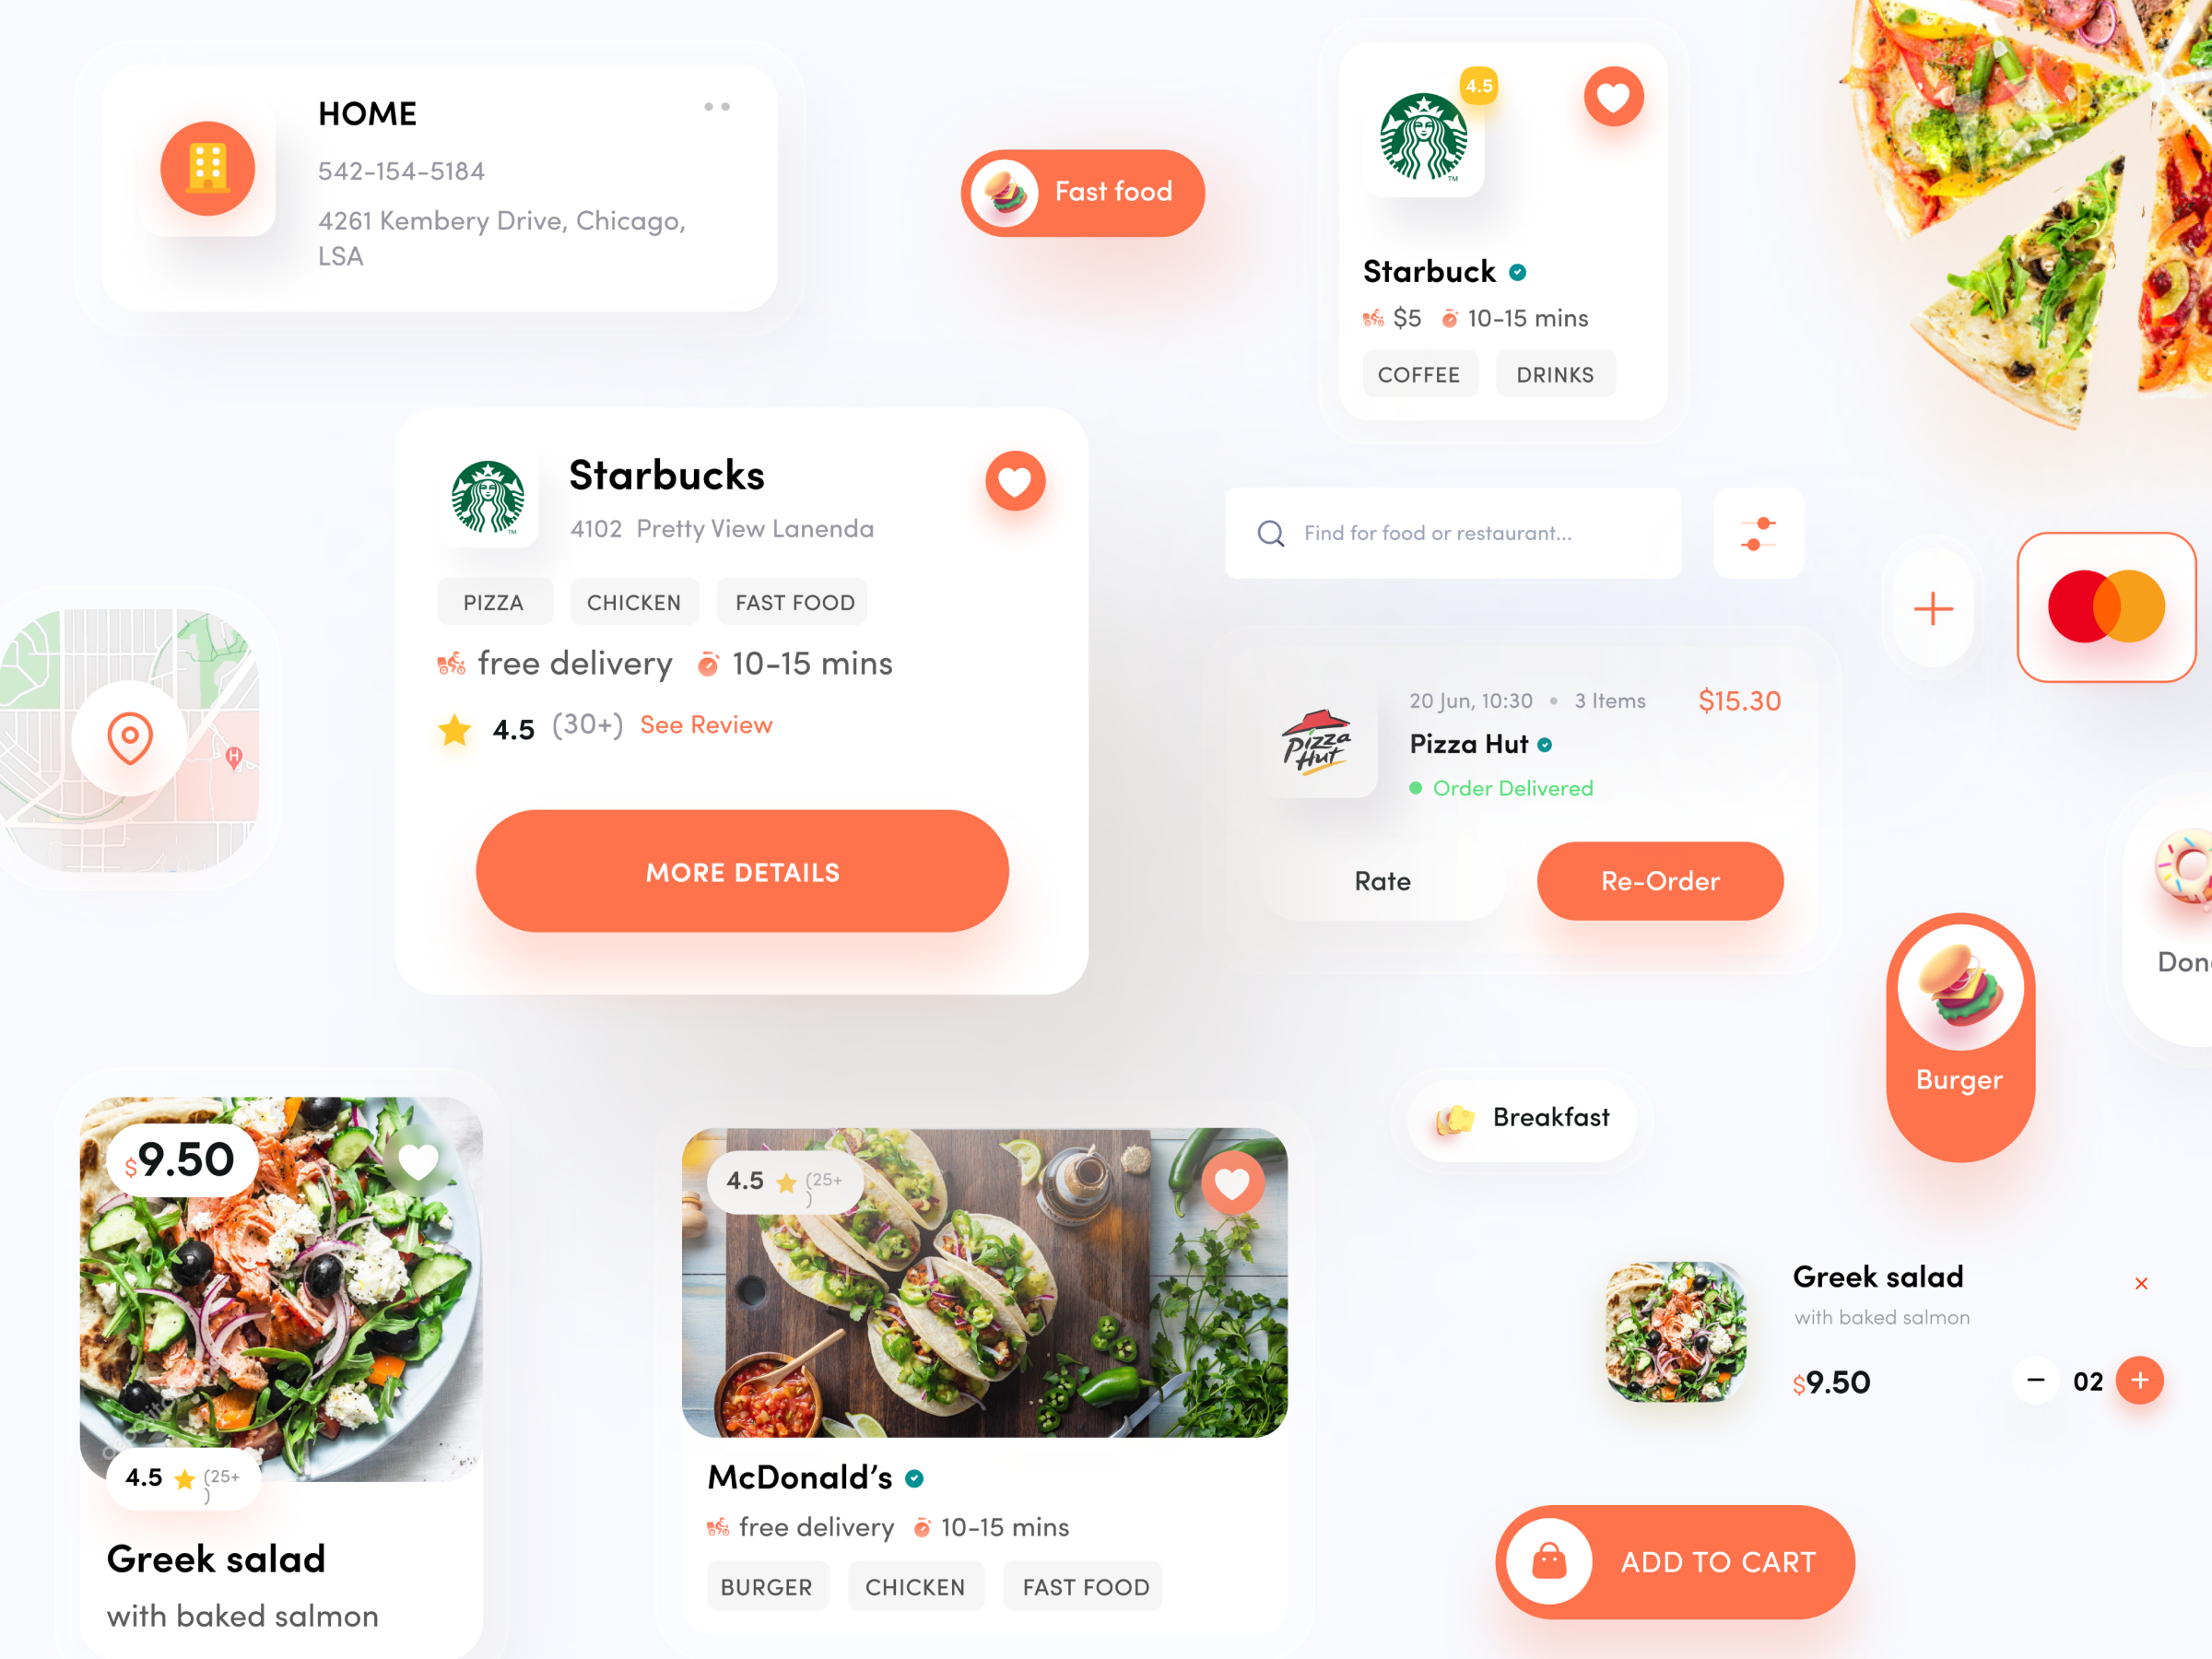 HOME
542-154-5184
4261 Kembery Drive, Chicago,
LSA
Fast food
4.5
TM
Starbuck
$5 10-15 mins
COFFEE DRINKS
TM
Starbucks
4102 Pretty View Lanenda
PIZZA CHICKEN FAST FOOD
free delivery 10-15 mins
4.5 (30+) See Review
MORE DETAILS
Find for food or restaurant...
H
20 Jun, 10:30 • 3 Items $15.30
Pizza Hut
Pizza
Hut
Order Delivered
Rate Re-Order
Burger
Breakfast
$9.50
4.5 (25+
)
Greek salad
with baked salmon
4.5 (25+
)
McDonald’s
free delivery 10-15 mins
BURGER CHICKEN FAST FOOD
Greek salad
with baked salmon
$9.50 02
ADD TO CART